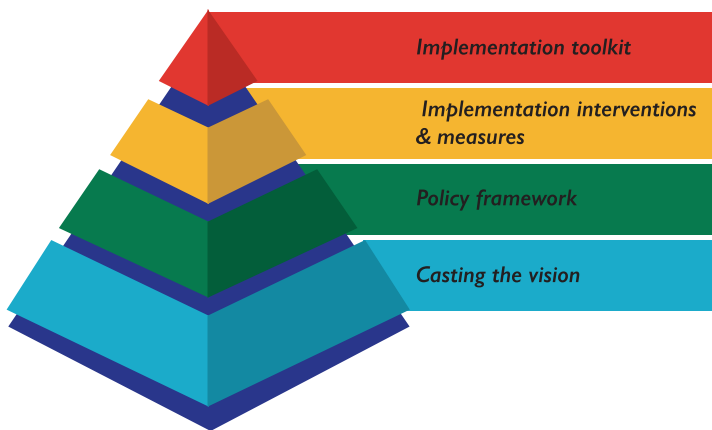 Implementation toolkit
Implementation interventions
& measures
Policy framework
Casting the vision